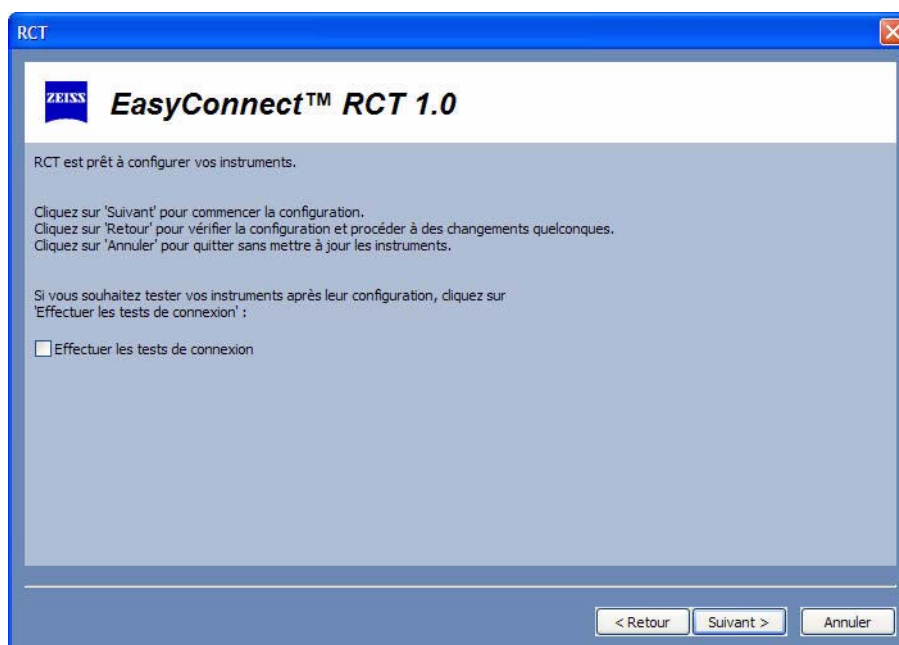 RCT
ZEISS
EasyConnect™ RCT 1.0
RCT est prêt à configurer vos instruments.
Cliquez sur 'Suivant' pour commencer la configuration.
Cliquez sur 'Retour' pour vérifier la configuration et procéder à des changements quelconques.
Cliquez sur 'Annuler' pour quitter sans mettre à jour les instruments.
Si vous souhaitez tester vos instruments après leur configuration, cliquez sur
'Effectuer les tests de connexion' :
Effectuer les tests de connexion
< Retour
Suivant >
Annuler